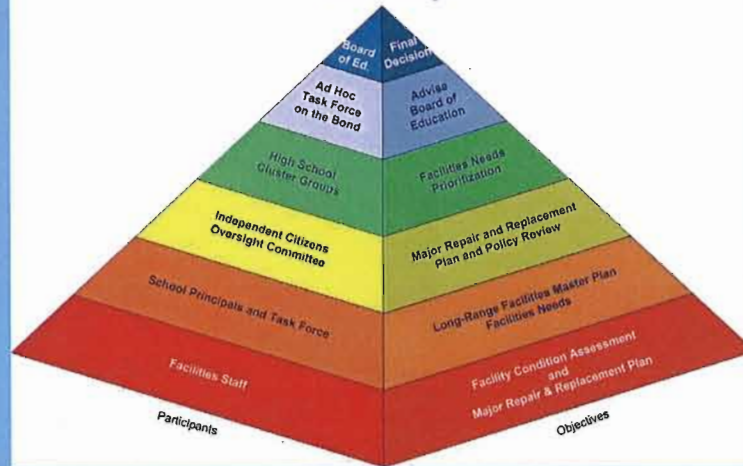 Board
of Ed.
Final
Decision
Ad Hoc
Task Force
on the Bond
Advise
Board of
Education
High School
Cluster Groups
Facilities Needs
Prioritization
Independent Citizens
Oversight Committee
Major Repair and Replacement
Plan and Policy Review
School Principals and Task Force
Long-Range Facilities Master Plan
Facilities Needs
Facilities Staff
Facility Condition Assessment
and
Major Repair & Replacement Plan
Participants
Objectives